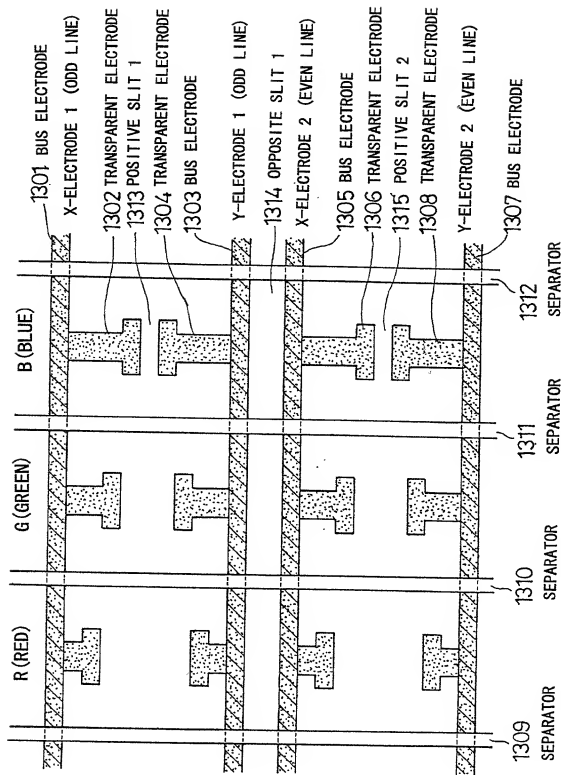 R (RED)
G (GREEN)
B (BLUE)
1301 BUS ELECTRODE
X-ELECTRODE 1 (ODD LINE)
1302 TRANSPARENT ELECTRODE
1313 POSITIVE SLIT 1
1304 TRANSPARENT ELECTRODE
1303 BUS ELECTRODE
Y-ELECTRODE 1 (ODD LINE)
1314 OPPOSITE SLIT 1
X-ELECTRODE 2 (EVEN LINE)
1305 BUS ELECTRODE
1306 TRANSPARENT ELECTRODE
1315 POSITIVE SLIT 2
1308 TRANSPARENT ELECTRODE
Y-ELECTRODE 2 (EVEN LINE)
1307 BUS ELECTRODE
1309
SEPARATOR
1310
SEPARATOR
1311
SEPARATOR
1312
SEPARATOR